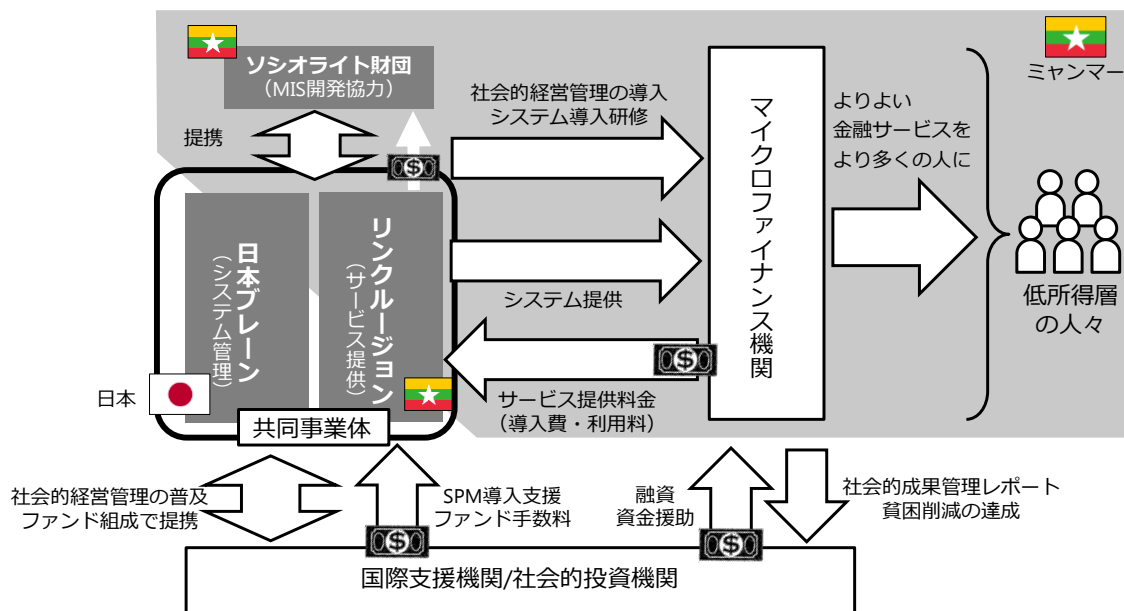 ソシオライト財団
（MIS開発協力）
ミャンマー
提携
社会的経営管理の導入
システム導入研修
マイクロファイナンス機関
よりよい
金融サービスを
より多くの人に
日本ブレーン
（システム管理）
リンクルージョン
（サービス提供）
システム提供
低所得層
の人々
日本
サービス提供料金
（導入費・利用料）
共同事業体
社会的経営管理の普及
ファンド組成で提携
SPM導入支援
ファンド手数料
融資
資金援助
社会的成果管理レポート
貧困削減の達成
国際支援機関/社会的投資機関